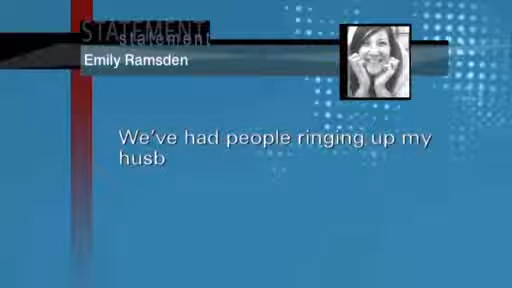 STATEMENT
statement
Emily Ramsden
We've had people ringing up my
husb